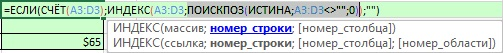 =ЕСЛИ(СЧЁТ(A3:D3);ИНДЕКС(A3:D3;ПОИСКПОЗ(ИСТИНА;A3:D3<>"";0));"")
ИНДЕКС(массив; номер_строки; [номер_столбца])
$65
ИНДЕКС(ссылка; номер_строки; [номер_столбца]; [номер_области])